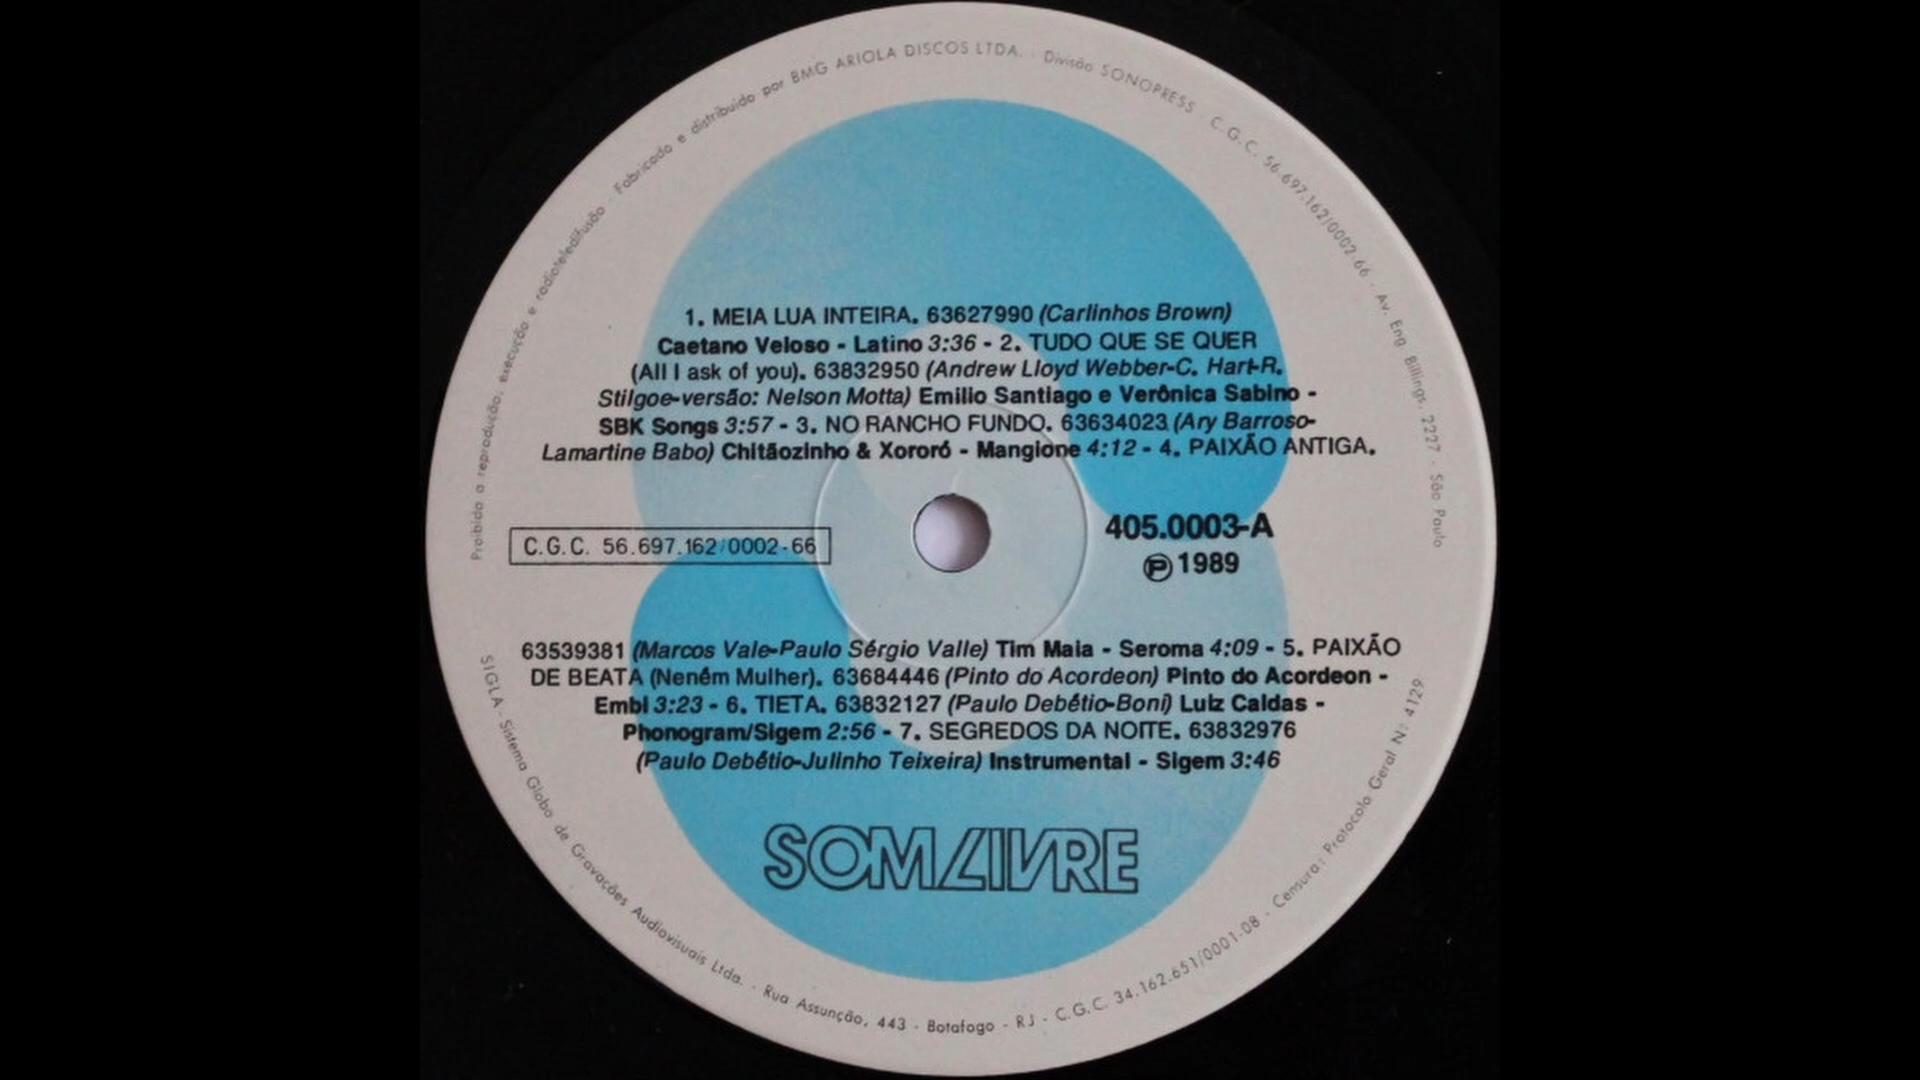 Proibida a reprodução, execução e radioteledifusão · Fabricado e distribuído por BMG ARIOLA DISCOS LTDA. · Divisão SONOPRESS · C.G.C. 56.697.162/0002-66 · Av. Eng. Billings, 2227 · São Paulo
1. MEIA LUA INTEIRA. 63627990 (Carlinhos Brown)
Caetano Veloso - Latino 3:36 - 2. TUDO QUE SE QUER
(All I ask of you). 63832950 (Andrew Lloyd Webber-C. Hart-R.
Stilgoe-versão: Nelson Motta) Emilio Santiago e Verônica Sabino -
SBK Songs 3:57 - 3. NO RANCHO FUNDO. 63634023 (Ary Barroso-
Lamartine Babo) Chitãozinho & Xororó - Mangione 4:12 - 4. PAIXÃO ANTIGA.
C.G.C. 56.697.162/0002-66
405.0003-A
Ⓟ 1989
63539381 (Marcos Vale-Paulo Sérgio Valle) Tim Maia - Seroma 4:09 - 5. PAIXÃO
DE BEATA (Neném Mulher). 63684446 (Pinto do Acordeon) Pinto do Acordeon -
Embi 3:23 - 6. TIETA. 63832127 (Paulo Debétio-Boni) Luiz Caldas -
Phonogram/Sigem 2:56 - 7. SEGREDOS DA NOITE. 63832976
(Paulo Debétio-Julinho Teixeira) Instrumental - Sigem 3:46
SOM LIVRE
SIGLA - Sistema Globo de Gravações Audiovisuais Ltda. - Rua Assunção, 443 - Botafogo - RJ - C.G.C. 34.162.651/0001-08 - Censura: Protocolo Geral Nº 4129